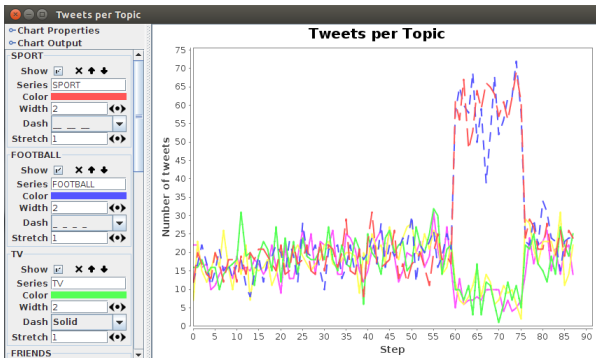 Tweets per Topic
Chart Properties
Chart Output
SPORT
Show
Series SPORT
Color
Width 2
Dash
Stretch 1
FOOTBALL
Show
Series FOOTBALL
Color
Width 2
Dash
Stretch 1
TV
Show
Series TV
Color
Width 2
Dash Solid
Stretch 1
FRIENDS
Tweets per Topic
Number of tweets
75
70
65
60
55
50
45
40
35
30
25
20
15
10
5
0
0 5 10 15 20 25 30 35 40 45 50 55 60 65 70 75 80 85 90
Step